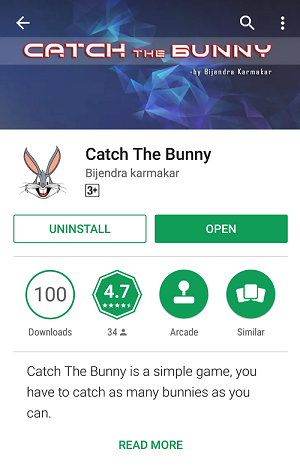 CATCH THE BUNNY
-by Bijendra Karmakar
Catch The Bunny
Bijendra karmakar
3+
UNINSTALL
OPEN
100
4.7
Downloads
34
Arcade
Similar
Catch The Bunny is a simple game, you
have to catch as many bunnies as you
can.
READ MORE